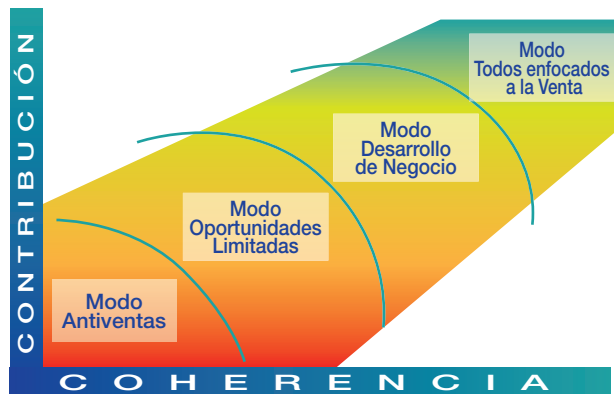 CONTRIBUCIÓN
Modo
Todos enfocados
a la Venta
Modo
Desarrollo
de Negocio
Modo
Oportunidades
Limitadas
Modo
Antiventas
COHERENCIA